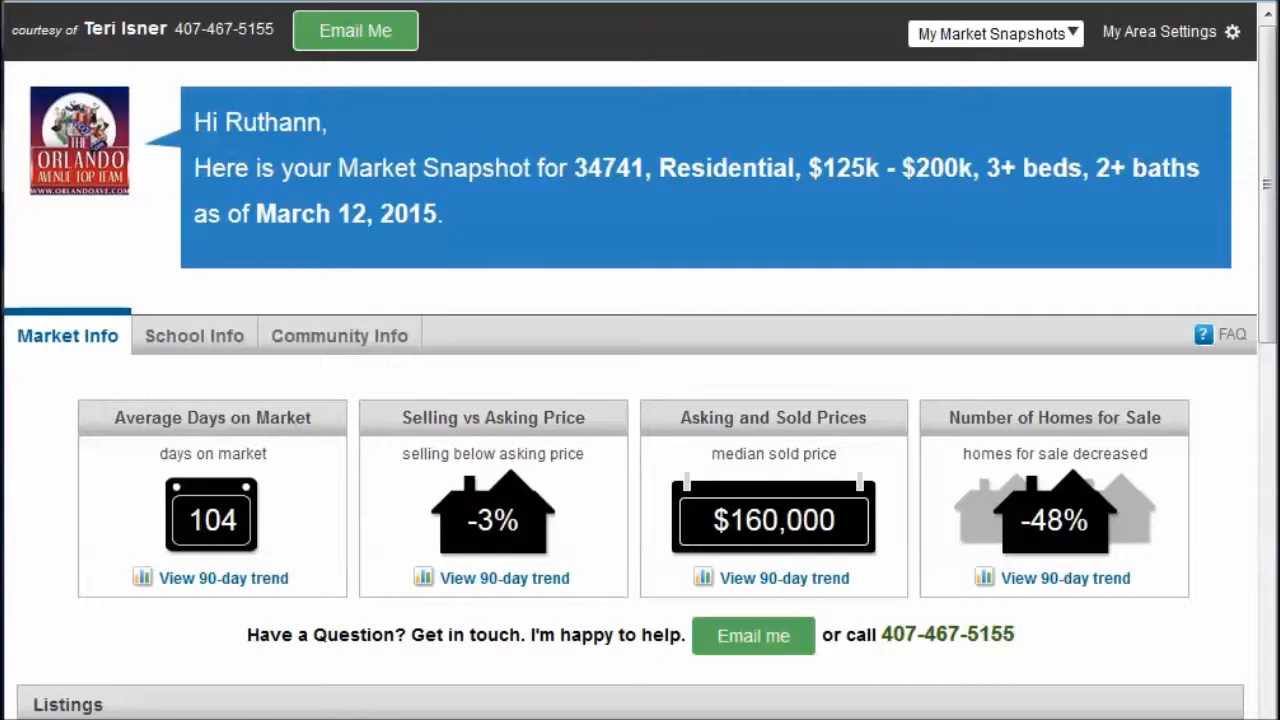 courtesy of Teri Isner 407-467-5155
Email Me
My Market Snapshots
My Area Settings
THE
ORLANDO
AVENUE TOP TEAM
WWW.ORLANDOAVE.COM
Hi Ruthann,
Here is your Market Snapshot for 34741, Residential, $125k - $200k, 3+ beds, 2+ baths
as of March 12, 2015.
Market Info
School Info
Community Info
? FAQ
Average Days on Market
days on market
104
View 90-day trend
Selling vs Asking Price
selling below asking price
-3%
View 90-day trend
Asking and Sold Prices
median sold price
$160,000
View 90-day trend
Number of Homes for Sale
homes for sale decreased
-48%
View 90-day trend
Have a Question? Get in touch. I'm happy to help. Email me or call 407-467-5155
Listings